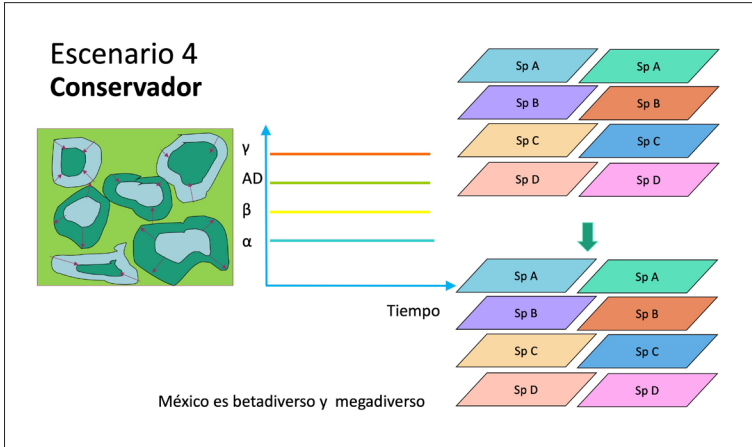 Escenario 4
Conservador
γ
AD
β
α
Tiempo
Sp A Sp A
Sp B Sp B
Sp C Sp C
Sp D Sp D
Sp A Sp A
Sp B Sp B
Sp C Sp C
Sp D Sp D
México es betadiverso y megadiverso